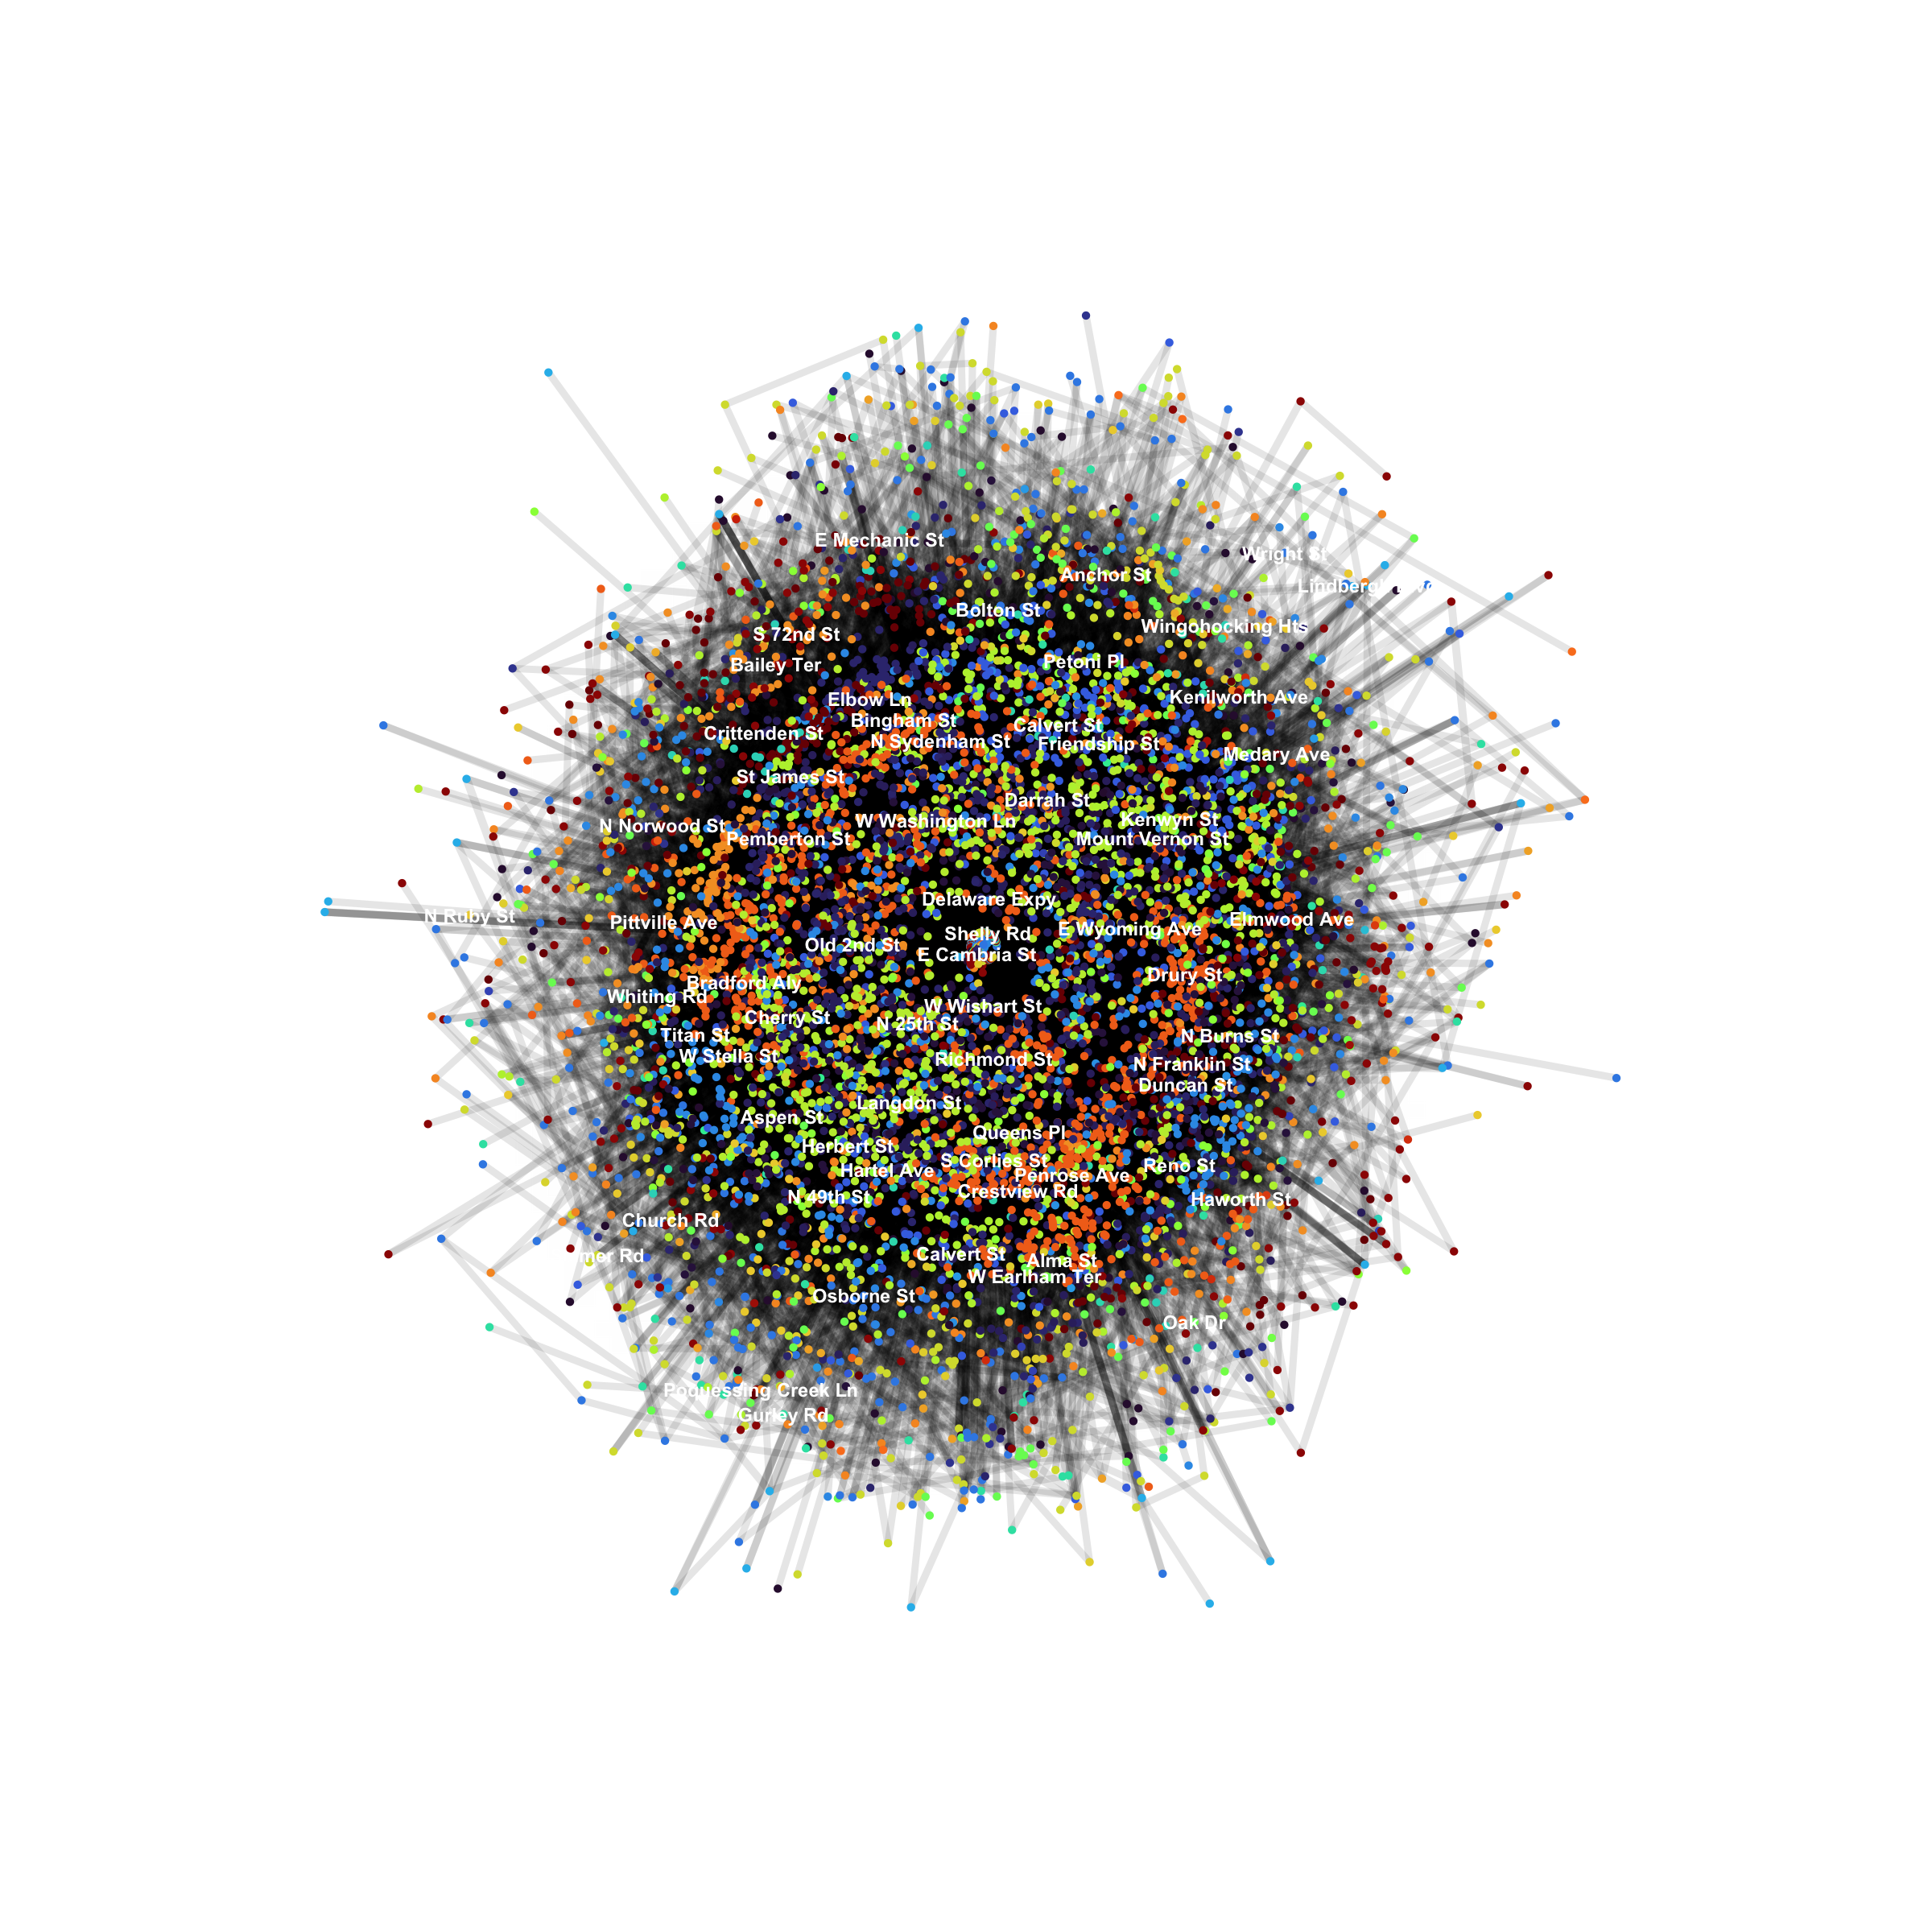 E Mechanic St
Wright St
Anchor St
Lindbergh
Bolton St
Wingohocking Hts
S 72nd St
Petoni Pl
Bailey Ter
Kenilworth Ave
Elbow Ln
Bingham St
Calvert St
Crittenden St
N Sydenham St
Friendship St
Medary Ave
St James St
Darrah St
Kenwyn St
W Washington Ln
N Norwood St
Pemberton St
Mount Vernon St
Delaware Expy
N Ruby St
Pittville Ave
Elmwood Ave
E Wyoming Ave
Shelly Rd
Old 2nd St
E Cambria St
Drury St
Bradford Aly
Whiting Rd
W Wishart St
Cherry St
N 25th St
Titan St
N Burns St
W Stella St
Richmond St
N Franklin St
Duncan St
Langdon St
Aspen St
Queens Pl
Herbert St
S Corlies St
Reno St
Hartel Ave
Penrose Ave
Crestview Rd
N 49th St
Haworth St
Church Rd
mer Rd
Calvert St
Alma St
W Earlham Ter
Osborne St
Oak Dr
Poquessing Creek Ln
Gurley Rd